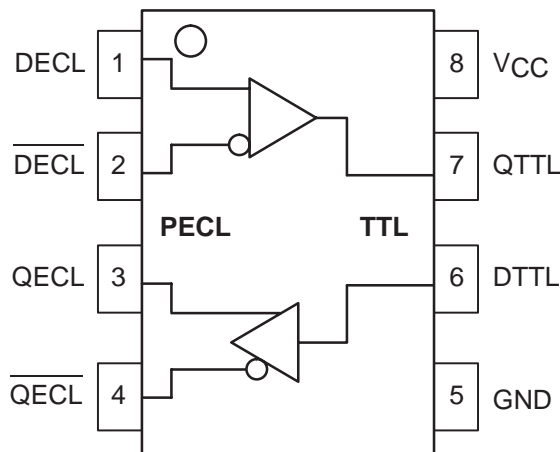 DECL 1 8 VCC
DECL 2 7 QTTL
PECL TTL
QECL 3 6 DTTL
QECL 4 5 GND